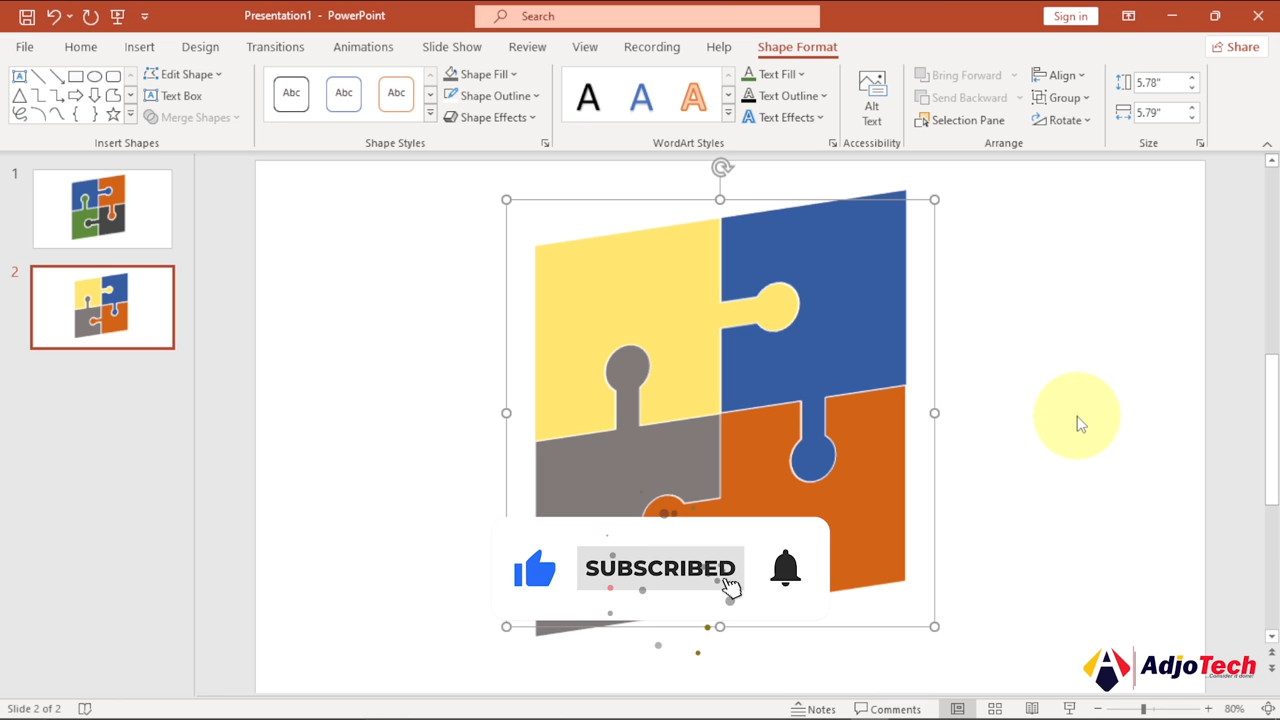 Presentation1 - PowerPoint
Search
Sign in
File Home Insert Design Transitions Animations Slide Show Review View Recording Help Shape Format
Share
Edit Shape
Text Box
Merge Shapes
Insert Shapes
Abc Abc Abc
Shape Fill
Shape Outline
Shape Effects
Shape Styles
A A A
Text Fill
Text Outline
Text Effects
WordArt Styles
Alt
Text
Accessibility
Bring Forward
Send Backward
Selection Pane
Align
Group
Rotate
Arrange
5.78"
5.79"
Size
1
2
SUBSCRIBED
AdjoTech
...Consider it done!
Slide 2 of 2
Notes
Comments
80%